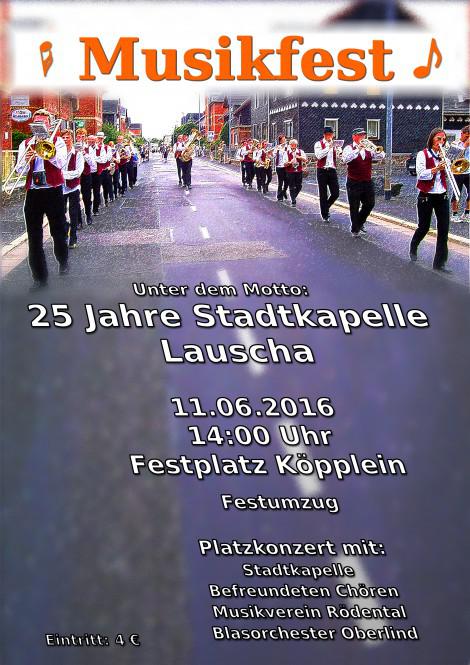 Musikfest
Unter dem Motto:
25 Jahre Stadtkapelle
Lauscha
11.06.2016
14:00 Uhr
Festplatz Köpplein
Festumzug
Platzkonzert mit:
Stadtkapelle
Befreundeten Chören
Musikverein Rödental
Blasorchester Oberlind
Eintritt: 4 €